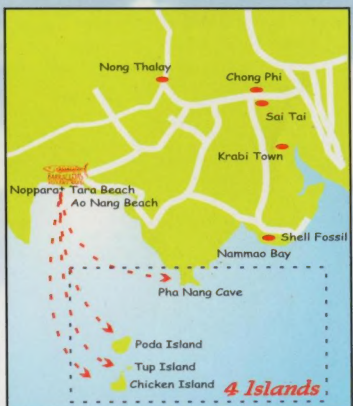 Nong Thalay
Chong Phi
Sai Tai
Krabi Town
BARRACUDA
Nopparat Tara Beach
Ao Nang Beach
Shell Fossil
Nammao Bay
Pha Nang Cave
Poda Island
Tup Island
Chicken Island
4 Islands